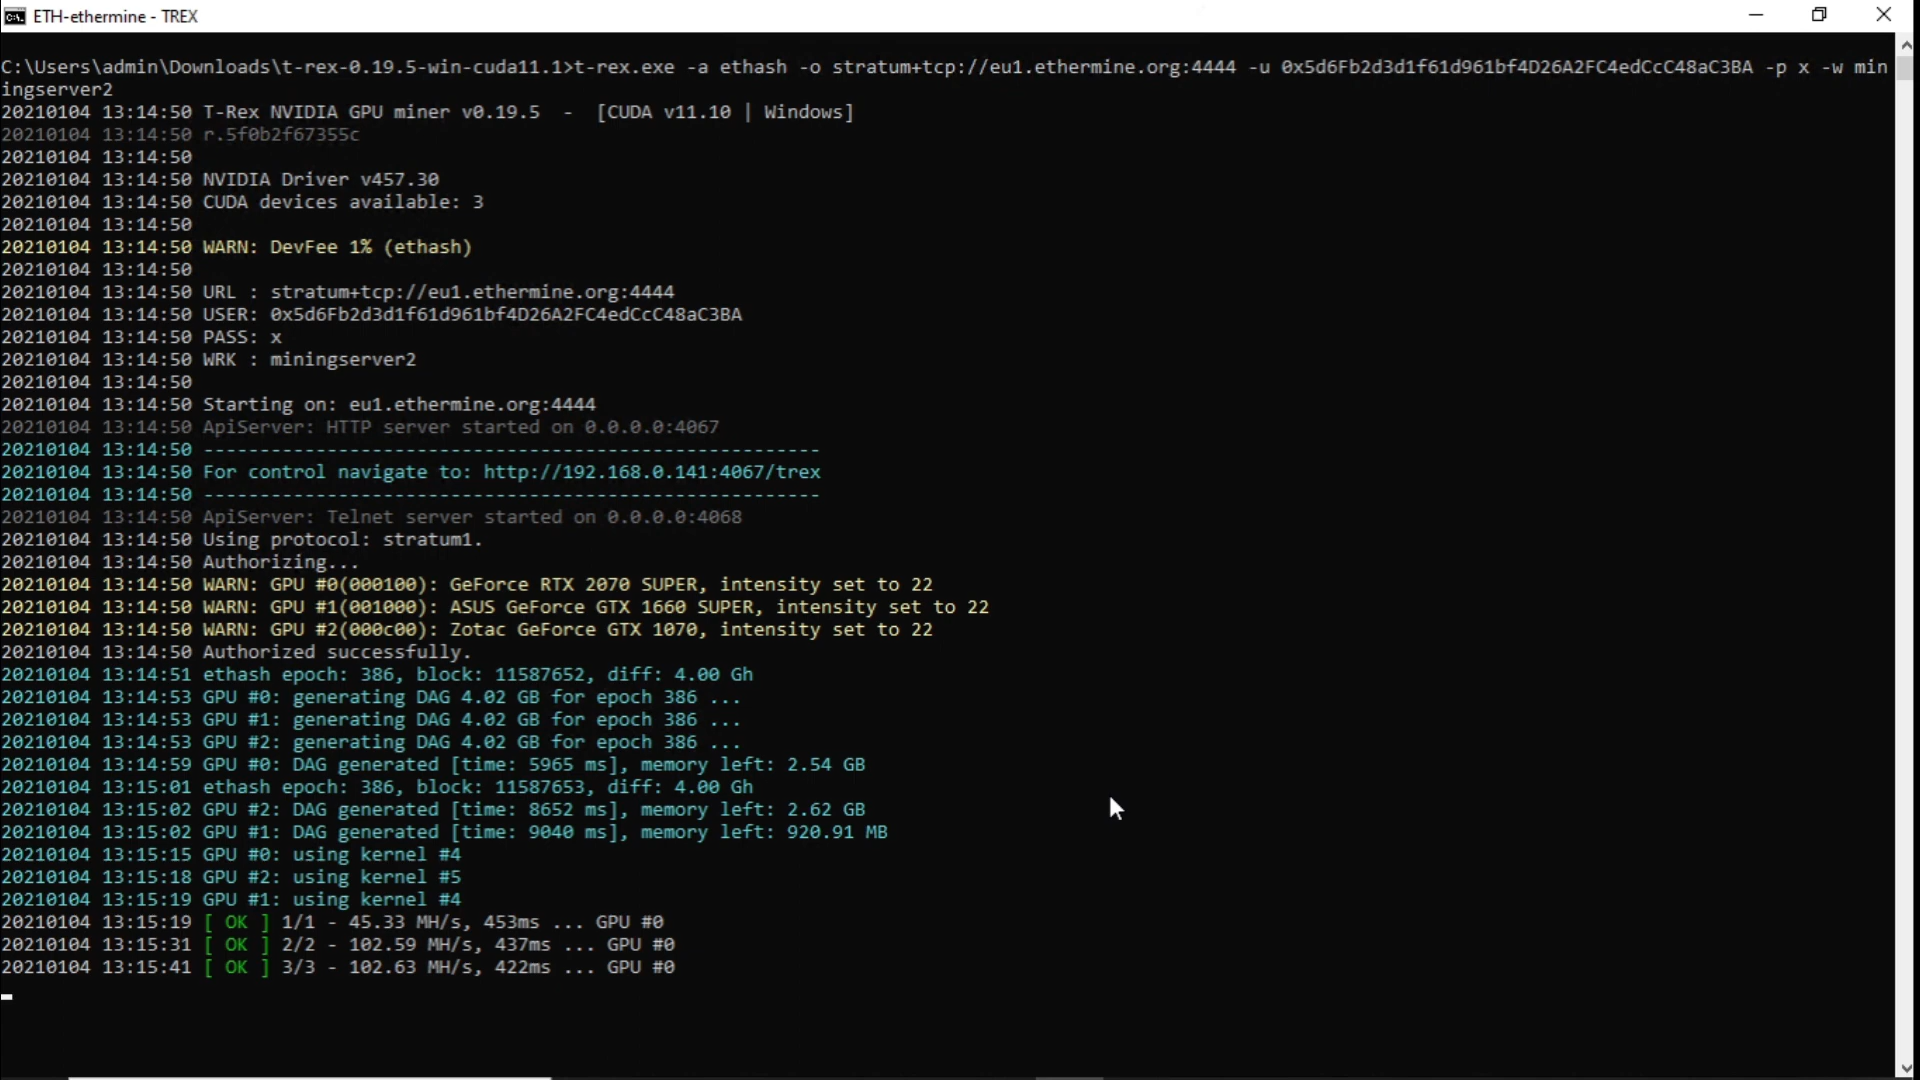 ETH-ethermine - TREX
C:\Users\admin\Downloads\t-rex-0.19.5-win-cuda11.1>t-rex.exe -a ethash -o stratum+tcp://eu1.ethermine.org:4444 -u 0x5d6Fb2d3d1f61d961bf4D26A2FC4edCcC48aC3BA -p x -w min
ingserver2
20210104 13:14:50 T-Rex NVIDIA GPU miner v0.19.5  -  [CUDA v11.10 | Windows]
20210104 13:14:50 r.5f0b2f67355c
20210104 13:14:50
20210104 13:14:50 NVIDIA Driver v457.30
20210104 13:14:50 CUDA devices available: 3
20210104 13:14:50
20210104 13:14:50 WARN: DevFee 1% (ethash)
20210104 13:14:50
20210104 13:14:50 URL : stratum+tcp://eu1.ethermine.org:4444
20210104 13:14:50 USER: 0x5d6Fb2d3d1f61d961bf4D26A2FC4edCcC48aC3BA
20210104 13:14:50 PASS: x
20210104 13:14:50 WRK : miningserver2
20210104 13:14:50
20210104 13:14:50 Starting on: eu1.ethermine.org:4444
20210104 13:14:50 ApiServer: HTTP server started on 0.0.0.0:4067
20210104 13:14:50 -------------------------------------------------------
20210104 13:14:50 For control navigate to: http://192.168.0.141:4067/trex
20210104 13:14:50 -------------------------------------------------------
20210104 13:14:50 ApiServer: Telnet server started on 0.0.0.0:4068
20210104 13:14:50 Using protocol: stratum1.
20210104 13:14:50 Authorizing...
20210104 13:14:50 WARN: GPU #0(000100): GeForce RTX 2070 SUPER, intensity set to 22
20210104 13:14:50 WARN: GPU #1(001000): ASUS GeForce GTX 1660 SUPER, intensity set to 22
20210104 13:14:50 WARN: GPU #2(000c00): Zotac GeForce GTX 1070, intensity set to 22
20210104 13:14:50 Authorized successfully.
20210104 13:14:51 ethash epoch: 386, block: 11587652, diff: 4.00 Gh
20210104 13:14:53 GPU #0: generating DAG 4.02 GB for epoch 386 ...
20210104 13:14:53 GPU #1: generating DAG 4.02 GB for epoch 386 ...
20210104 13:14:53 GPU #2: generating DAG 4.02 GB for epoch 386 ...
20210104 13:14:59 GPU #0: DAG generated [time: 5965 ms], memory left: 2.54 GB
20210104 13:15:01 ethash epoch: 386, block: 11587653, diff: 4.00 Gh
20210104 13:15:02 GPU #2: DAG generated [time: 8652 ms], memory left: 2.62 GB
20210104 13:15:02 GPU #1: DAG generated [time: 9040 ms], memory left: 920.91 MB
20210104 13:15:15 GPU #0: using kernel #4
20210104 13:15:18 GPU #2: using kernel #5
20210104 13:15:19 GPU #1: using kernel #4
20210104 13:15:19 [ OK ] 1/1 - 45.33 MH/s, 453ms ... GPU #0
20210104 13:15:31 [ OK ] 2/2 - 102.59 MH/s, 437ms ... GPU #0
20210104 13:15:41 [ OK ] 3/3 - 102.63 MH/s, 422ms ... GPU #0